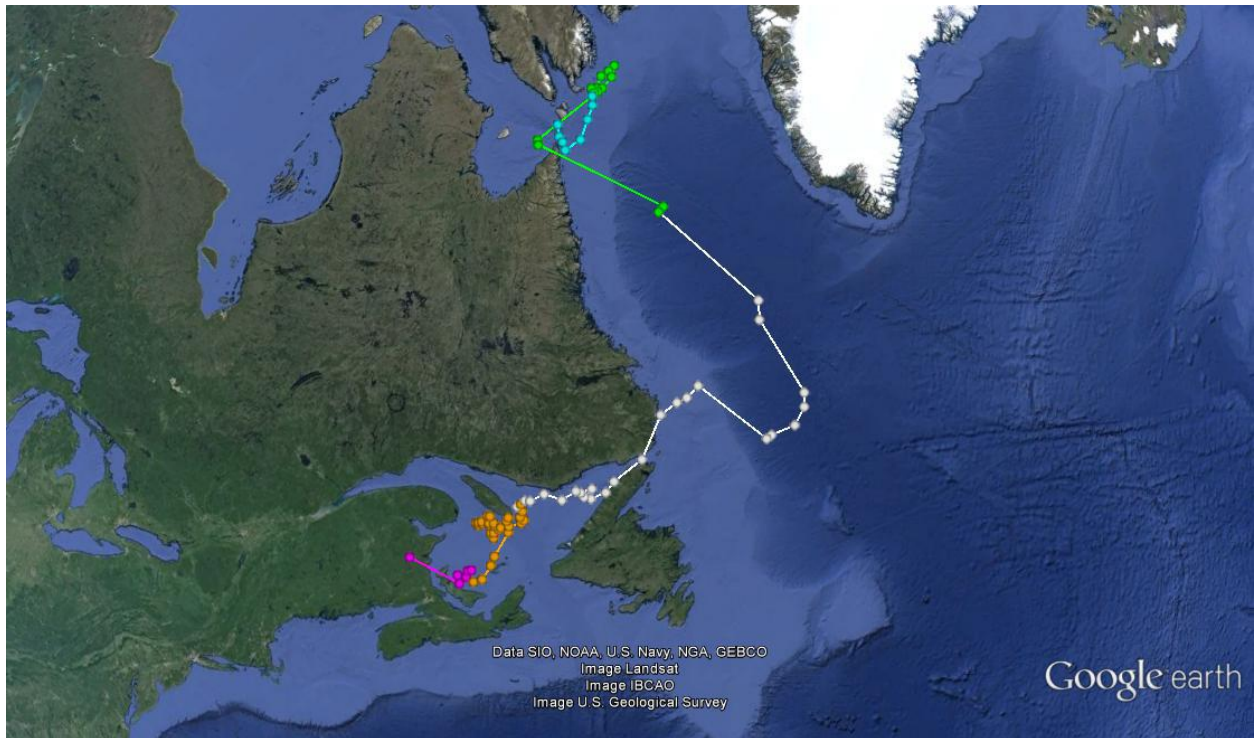 Data SIO, NOAA, U.S. Navy, NGA, GEBCO
Image Landsat
Image IBCAO
Image U.S. Geological Survey
Google earth